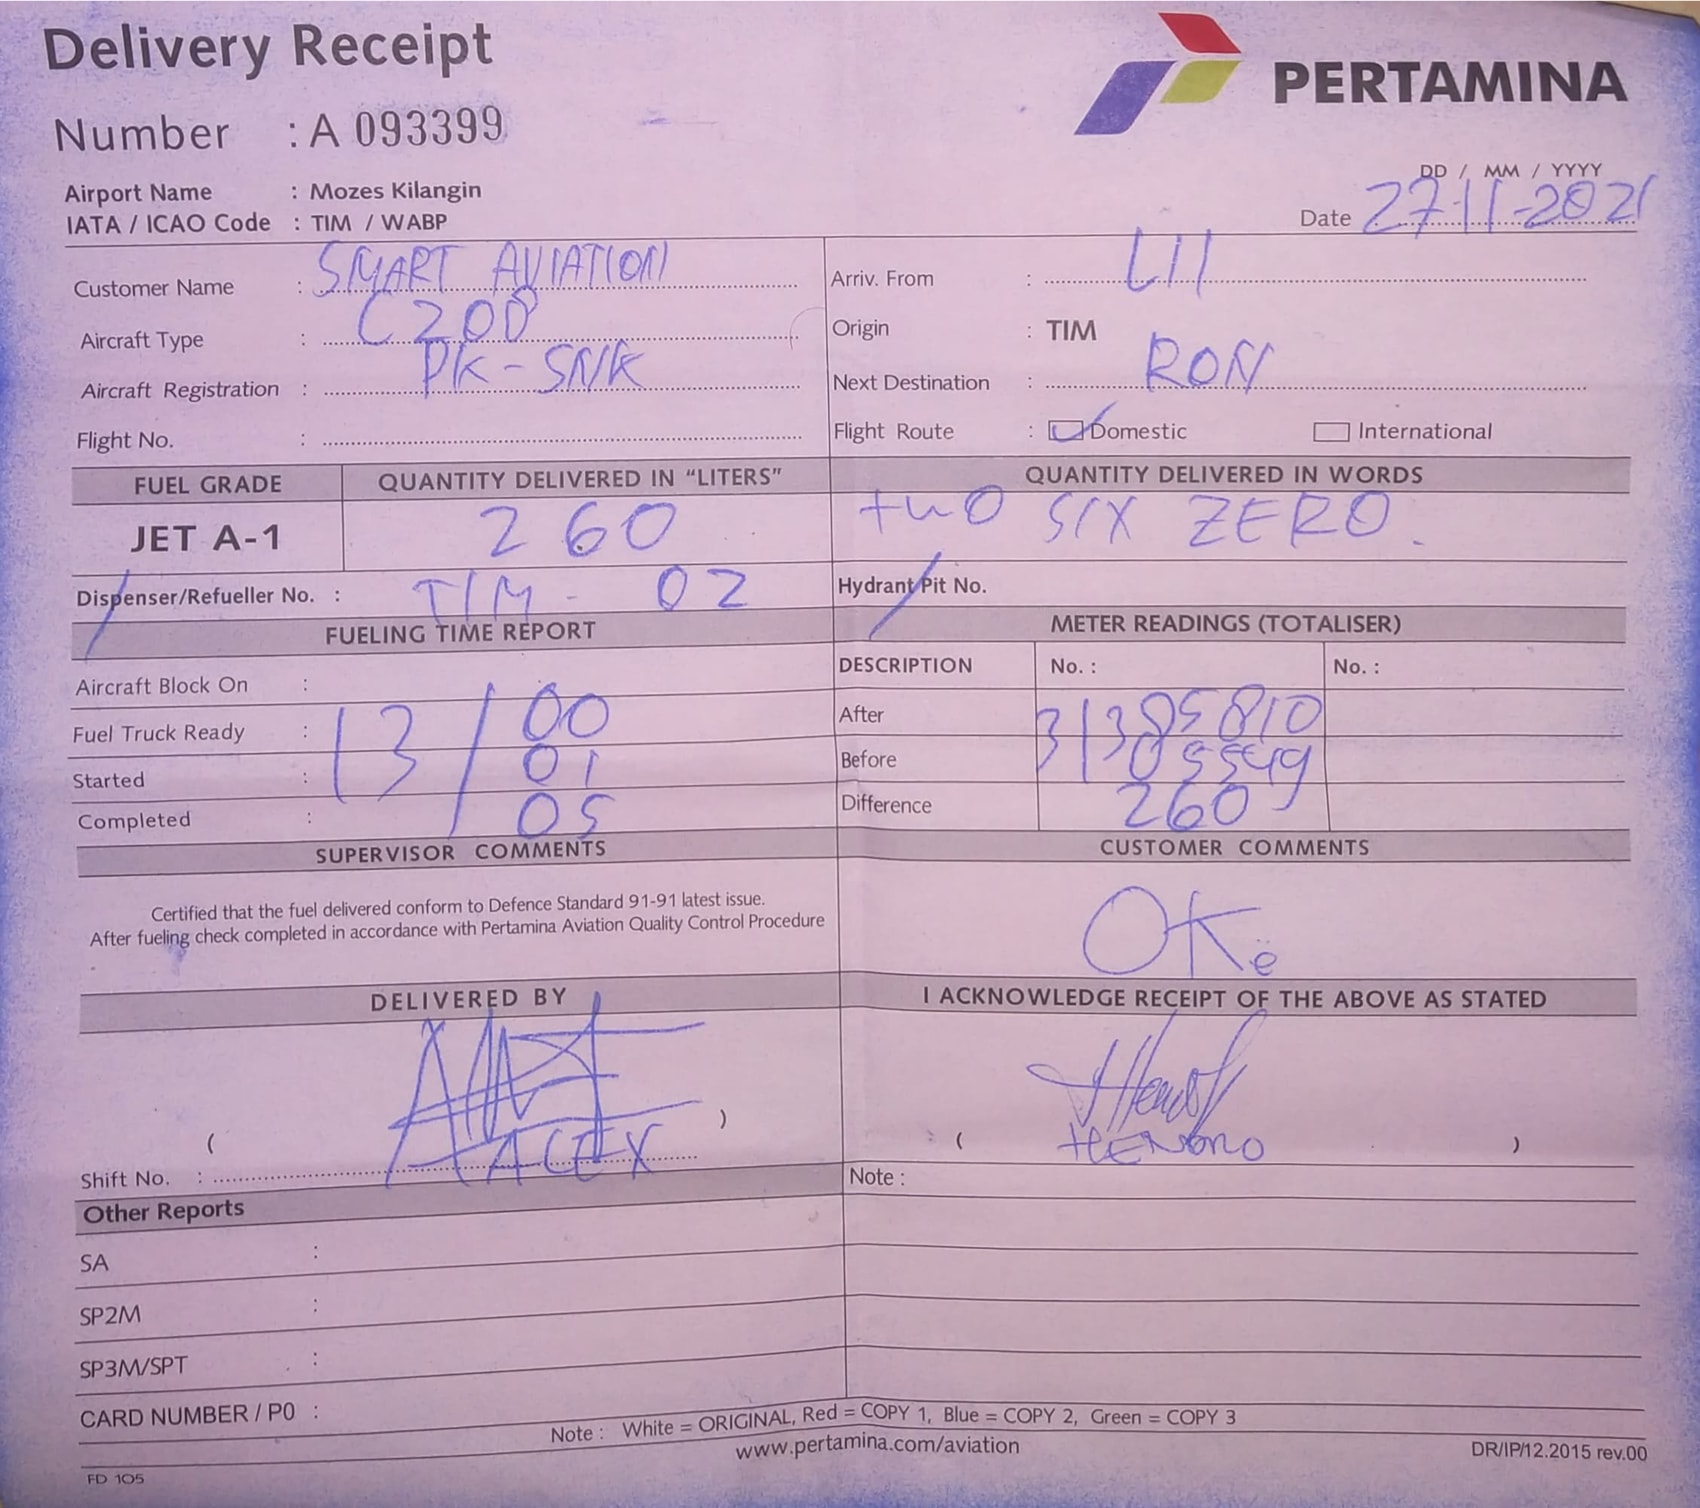 Delivery Receipt
PERTAMINA
Number : A 093399
DD / MM / YYYY
Airport Name : Mozes Kilangin
IATA / ICAO Code : TIM / WABP
Date 27-11-2021
Customer Name : SMART AVIATION
Arriv. From :
Aircraft Type : C208
Origin : TIM
Aircraft Registration : PK-SNK
Next Destination : RON
Flight No. :
Flight Route : Domestic International
FUEL GRADE QUANTITY DELIVERED IN "LITERS" QUANTITY DELIVERED IN WORDS
JET A-1 260 two SIX ZERO.
Dispenser/Refueller No. : TIM - 02
Hydrant Pit No.
FUELING TIME REPORT
METER READINGS (TOTALISER)
DESCRIPTION No. : No. :
Aircraft Block On :
Fuel Truck Ready : 13/00
After
Started : 01
Before
Completed : 05
Difference 260
SUPERVISOR COMMENTS
CUSTOMER COMMENTS
Certified that the fuel delivered conform to Defence Standard 91-91 latest issue.
After fueling check completed in accordance with Pertamina Aviation Quality Control Procedure
OKe
DELIVERED BY
I ACKNOWLEDGE RECEIPT OF THE ABOVE AS STATED
( )
( )
Shift No. :
Note :
Other Reports
SA :
SP2M :
SP3M/SPT :
CARD NUMBER / P0 :
Note : White = ORIGINAL, Red = COPY 1, Blue = COPY 2, Green = COPY 3
www.pertamina.com/aviation
DR/IP/12.2015 rev.00
FD 105